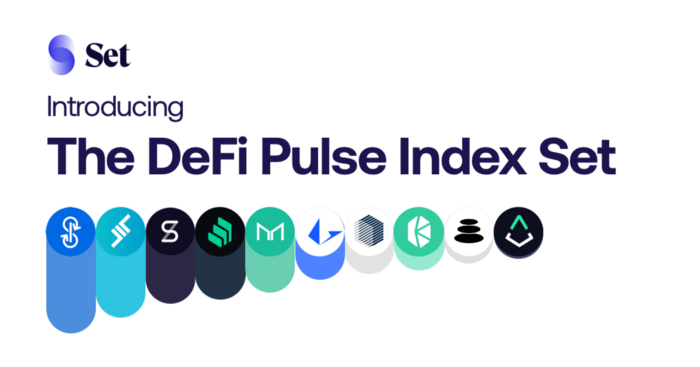 Set
Introducing
The DeFi Pulse Index Set